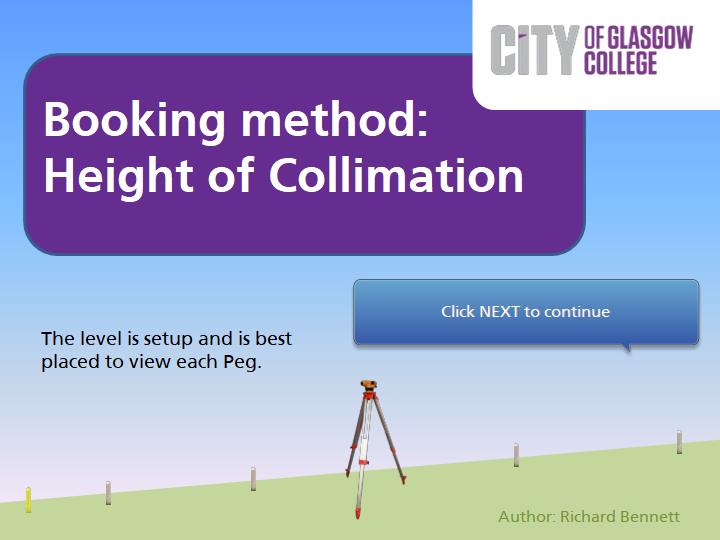 CiTY OF GLASGOW
COLLEGE
Booking method:
Height of Collimation
Click NEXT to continue
The level is setup and is best
placed to view each Peg.
Author: Richard Bennett